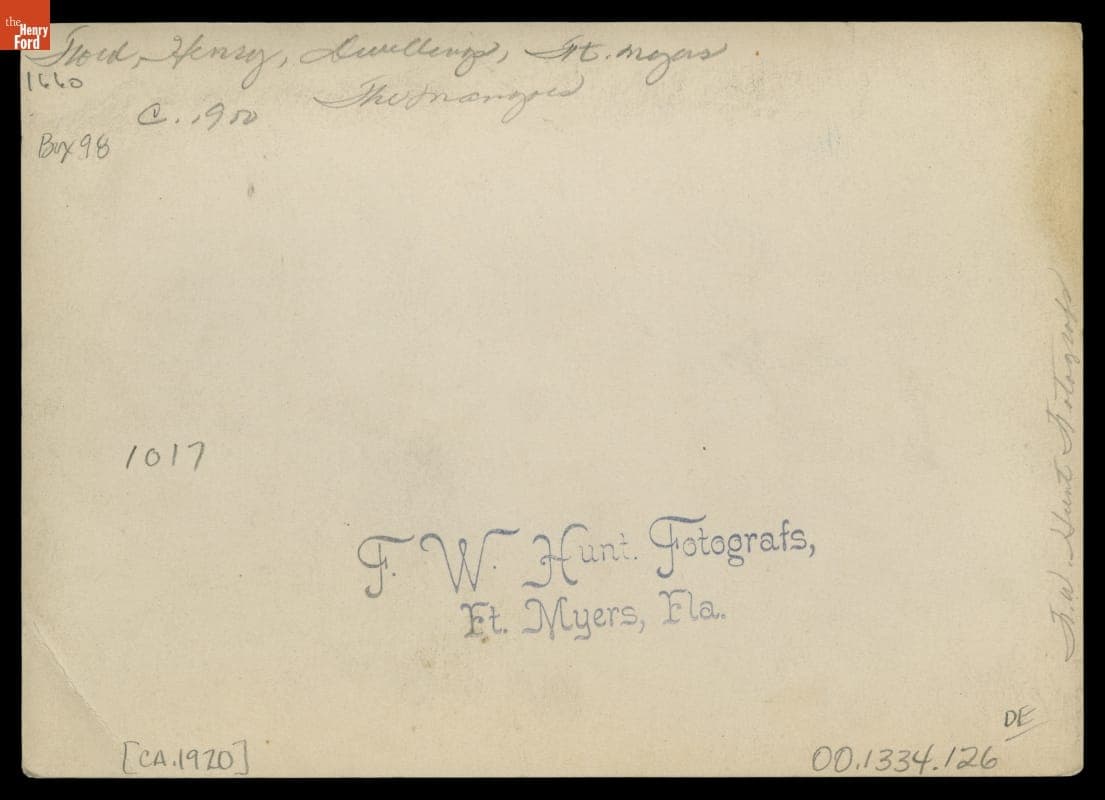 the
Henry
Ford
Ford, Henry, Dwellings, Ft. Myers
1660
The Mangoes
C. 1900
Box 98
1017
F. W. Hunt. Fotografs,
Ft. Myers, Fla.
F. W. Hunt Fotografs
DE
[CA.1920]
00.1334.126